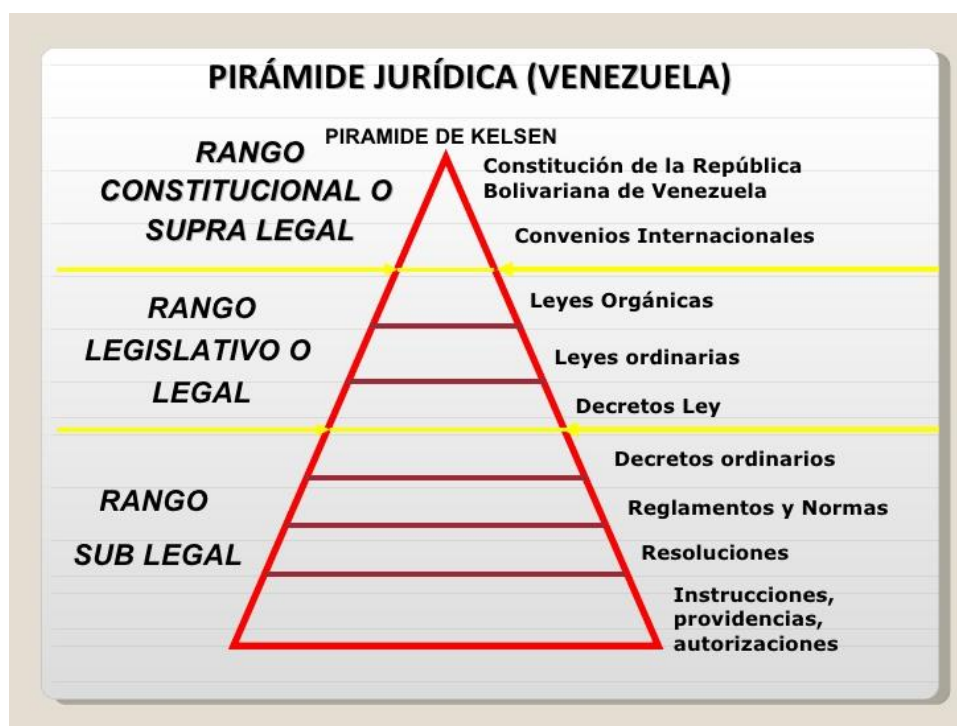 PIRÁMIDE JURÍDICA (VENEZUELA)
PIRAMIDE DE KELSEN
RANGO
CONSTITUCIONAL O
SUPRA LEGAL
Constitución de la República
Bolivariana de Venezuela
Convenios Internacionales
RANGO
LEGISLATIVO O
LEGAL
Leyes Orgánicas
Leyes ordinarias
Decretos Ley
RANGO
SUB LEGAL
Decretos ordinarios
Reglamentos y Normas
Resoluciones
Instrucciones,
providencias,
autorizaciones